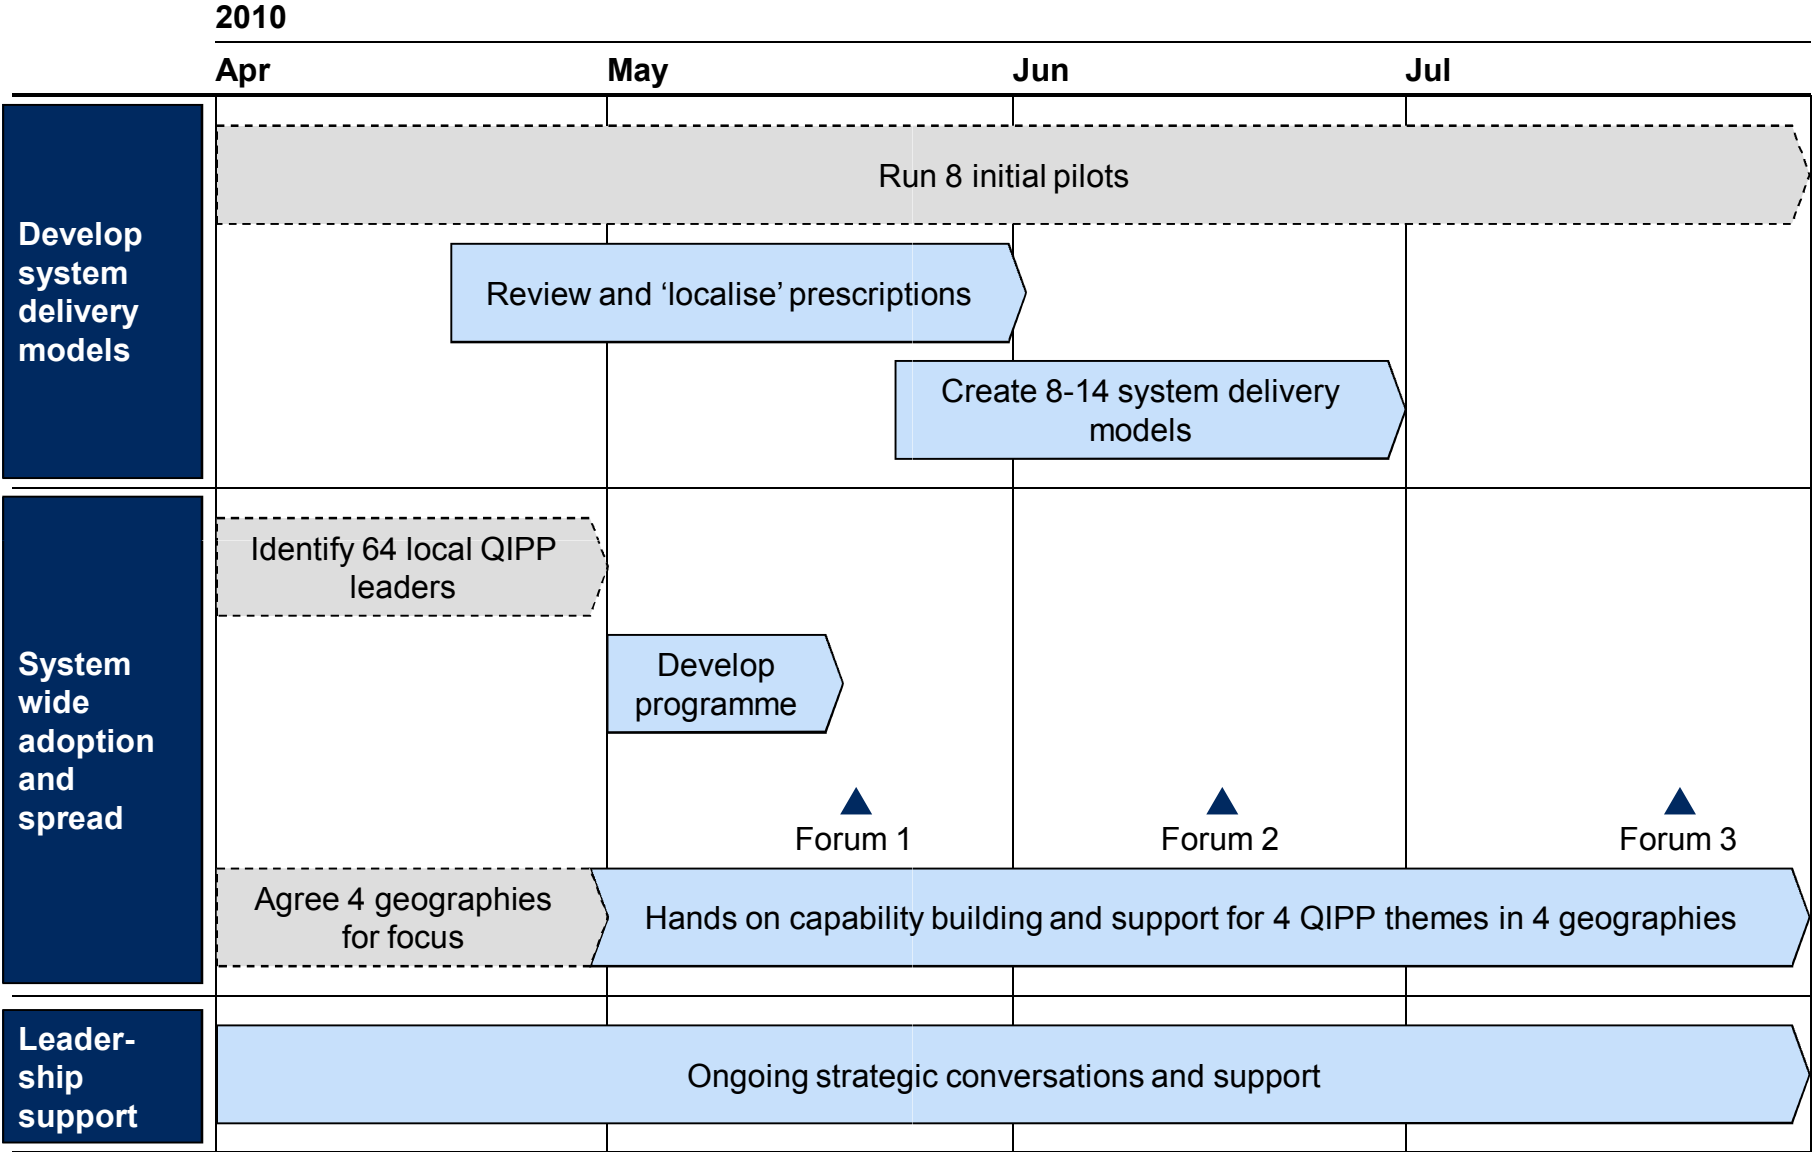 2010
Apr
May
Jun
Jul
Develop
system
delivery
models
Run 8 initial pilots
Review and ‘localise’ prescriptions
Create 8-14 system delivery
models
System
wide
adoption
and
spread
Identify 64 local QIPP
leaders
Develop
programme
Forum 1
Forum 2
Forum 3
Agree 4 geographies
for focus
Hands on capability building and support for 4 QIPP themes in 4 geographies
Leader-
ship
support
Ongoing strategic conversations and support